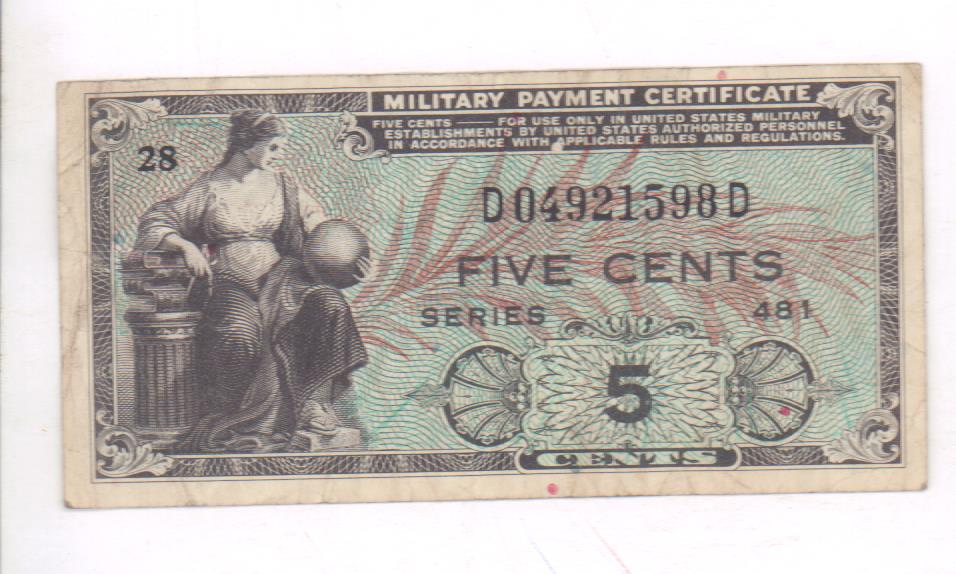 MILITARY PAYMENT CERTIFICATE
FIVE CENTS — FOR USE ONLY IN UNITED STATES MILITARY
ESTABLISHMENTS BY UNITED STATES AUTHORIZED PERSONNEL
IN ACCORDANCE WITH APPLICABLE RULES AND REGULATIONS.
28
D04921598D
FIVE CENTS
SERIES 481
5
CENTS